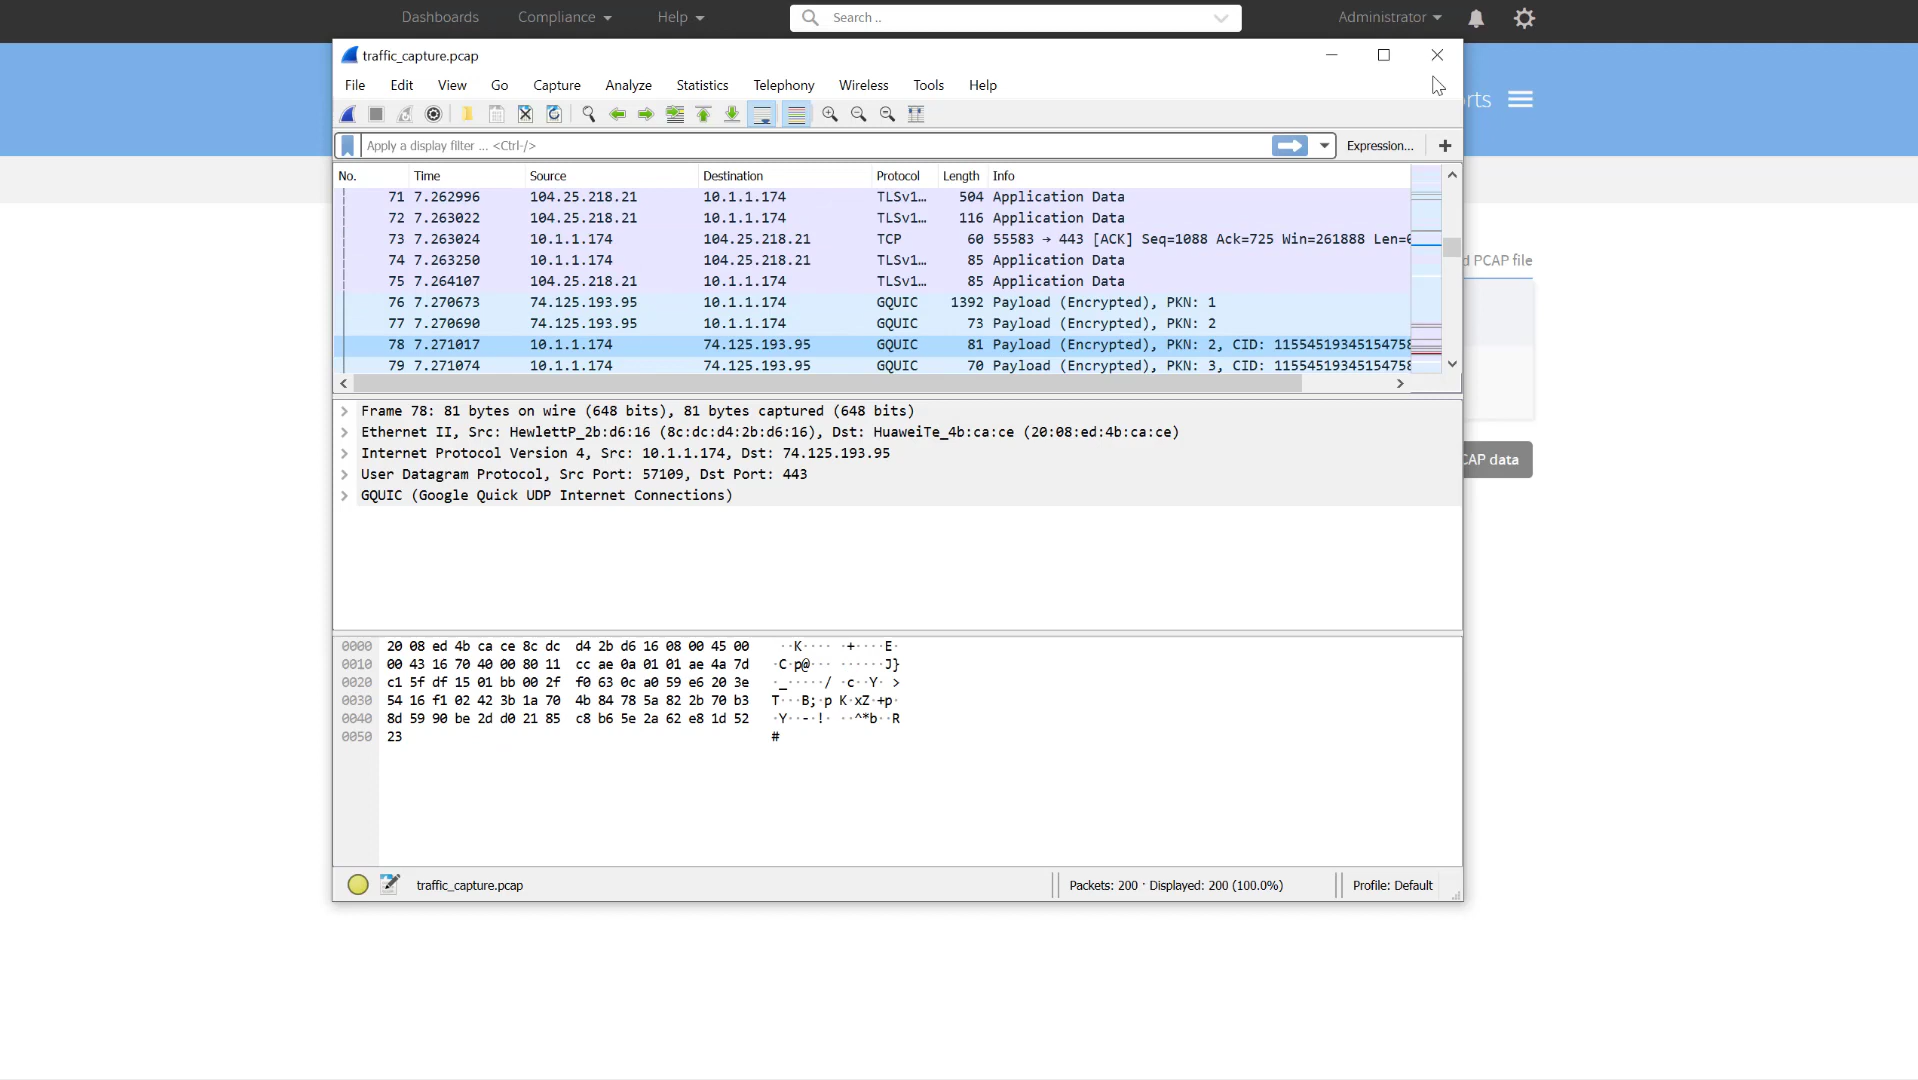 Dashboards Compliance Help Search .. Administrator
traffic_capture.pcap
File Edit View Go Capture Analyze Statistics Telephony Wireless Tools Help
rts
Apply a display filter ... <Ctrl-/> Expression... +
No. Time Source Destination Protocol Length Info
71 7.262996 104.25.218.21 10.1.1.174 TLSv1… 504 Application Data
72 7.263022 104.25.218.21 10.1.1.174 TLSv1… 116 Application Data
73 7.263024 10.1.1.174 104.25.218.21 TCP 60 55583 → 443 [ACK] Seq=1088 Ack=725 Win=261888 Len=
74 7.263250 10.1.1.174 104.25.218.21 TLSv1… 85 Application Data
d PCAP file
75 7.264107 104.25.218.21 10.1.1.174 TLSv1… 85 Application Data
76 7.270673 74.125.193.95 10.1.1.174 GQUIC 1392 Payload (Encrypted), PKN: 1
77 7.270690 74.125.193.95 10.1.1.174 GQUIC 73 Payload (Encrypted), PKN: 2
78 7.271017 10.1.1.174 74.125.193.95 GQUIC 81 Payload (Encrypted), PKN: 2, CID: 1155451934515475
79 7.271074 10.1.1.174 74.125.193.95 GQUIC 70 Payload (Encrypted), PKN: 3, CID: 1155451934515475
Frame 78: 81 bytes on wire (648 bits), 81 bytes captured (648 bits)
Ethernet II, Src: HewlettP_2b:d6:16 (8c:dc:d4:2b:d6:16), Dst: HuaweiTe_4b:ca:ce (20:08:ed:4b:ca:ce)
Internet Protocol Version 4, Src: 10.1.1.174, Dst: 74.125.193.95
CAP data
User Datagram Protocol, Src Port: 57109, Dst Port: 443
GQUIC (Google Quick UDP Internet Connections)
0000 20 08 ed 4b ca ce 8c dc d4 2b d6 16 08 00 45 00 ··K···· ·+····E·
0010 00 43 16 70 40 00 80 11 cc ae 0a 01 01 ae 4a 7d ·C·p@··· ······J}
0020 c1 5f df 15 01 bb 00 2f f0 63 0c a0 59 e6 20 3e ·_·····/ ·c··Y· >
0030 54 16 f1 02 42 3b 1a 70 4b 84 78 5a 82 2b 70 b3 T···B;·p K·xZ·+p·
0040 8d 59 90 be 2d d0 21 85 c8 b6 5e 2a 62 e8 1d 52 ·Y··-·!· ··^*b··R
0050 23 #
traffic_capture.pcap Packets: 200 · Displayed: 200 (100.0%) Profile: Default